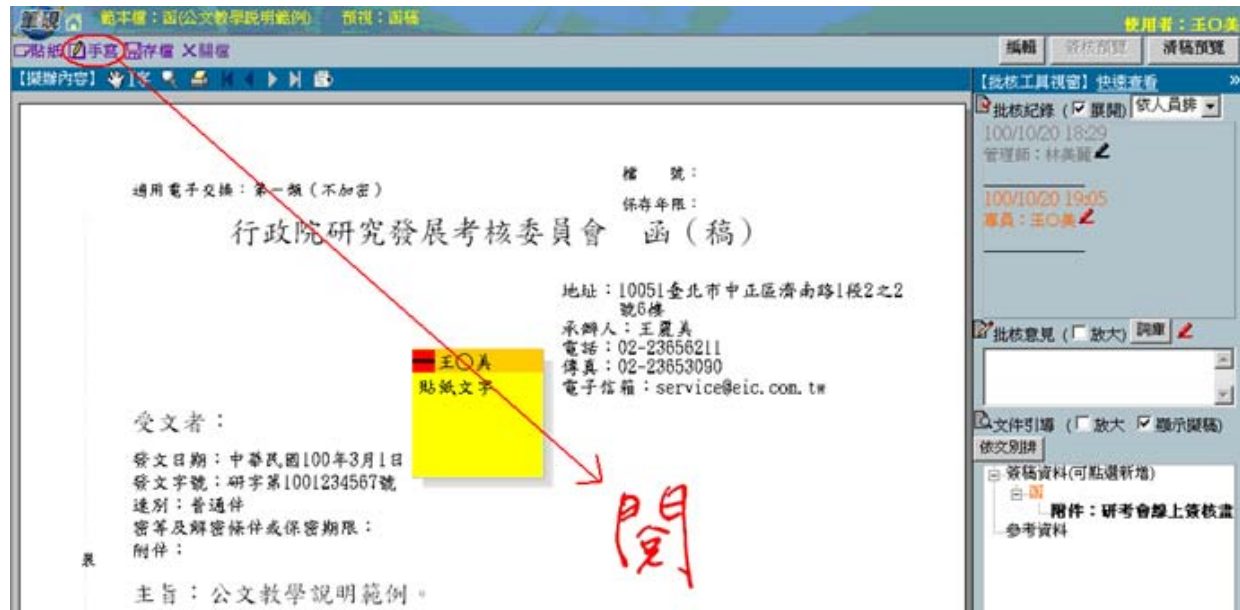 筆硯 範本檔：函(公文教學說明範例) 預視：函稿
使用者：王○美
貼紙 手寫 存檔 關檔
編輯 簽核預覽 清稿預覽
【擬辦內容】
【批核工具視窗】快速查看 »
批核紀錄 (展開) 依人員排
100/10/20 18:29
管理師：林美麗
100/10/20 19:05
專員：王○美
檔 號：
適用電子交換：第一類（不加密）
保存年限：
行政院研究發展考核委員會 函（稿）
地址：10051臺北市中正區濟南路1段2之2
號6樓
承辦人：王麗美
電話：02-23656211
傳真：02-23653090
電子信箱：service@eic.com.tw
王○美
貼紙文字
受文者：
發文日期：中華民國100年3月1日
發文字號：研字第1001234567號
速別：普通件
密等及解密條件或保密期限：
附件：
裝
主旨：公文教學說明範例。
閱
批核意見 (放大) 詞庫
文件引導 (放大 顯示擬稿)
依文別排
簽稿資料(可點選新增)
函
附件：研考會線上簽核畫
參考資料